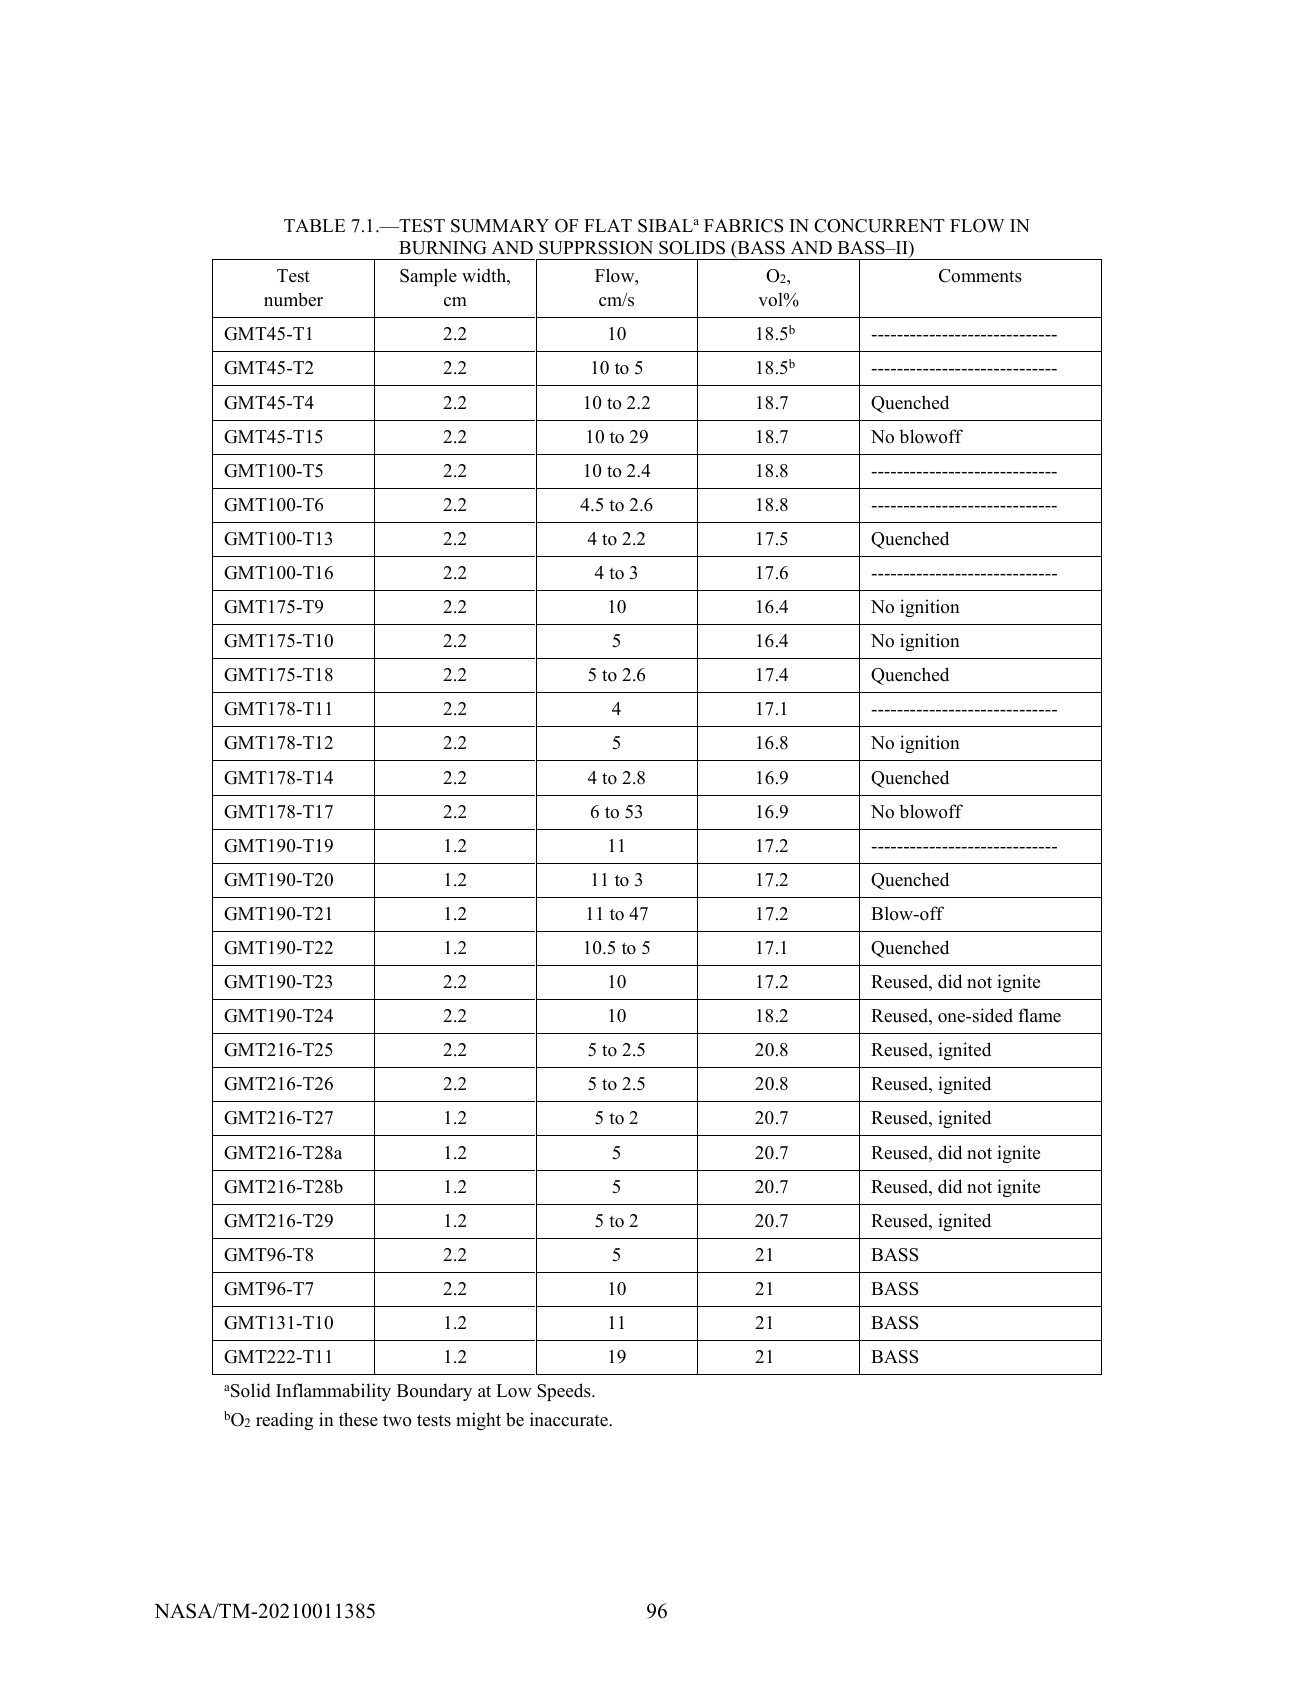 TABLE 7.1.—TEST SUMMARY OF FLAT SIBALᵃ FABRICS IN CONCURRENT FLOW IN
BURNING AND SUPPRSSION SOLIDS (BASS AND BASS–II)
Test number | Sample width, cm | Flow, cm/s | O₂, vol% | Comments
GMT45-T1 | 2.2 | 10 | 18.5ᵇ | -----------------------------
GMT45-T2 | 2.2 | 10 to 5 | 18.5ᵇ | -----------------------------
GMT45-T4 | 2.2 | 10 to 2.2 | 18.7 | Quenched
GMT45-T15 | 2.2 | 10 to 29 | 18.7 | No blowoff
GMT100-T5 | 2.2 | 10 to 2.4 | 18.8 | -----------------------------
GMT100-T6 | 2.2 | 4.5 to 2.6 | 18.8 | -----------------------------
GMT100-T13 | 2.2 | 4 to 2.2 | 17.5 | Quenched
GMT100-T16 | 2.2 | 4 to 3 | 17.6 | -----------------------------
GMT175-T9 | 2.2 | 10 | 16.4 | No ignition
GMT175-T10 | 2.2 | 5 | 16.4 | No ignition
GMT175-T18 | 2.2 | 5 to 2.6 | 17.4 | Quenched
GMT178-T11 | 2.2 | 4 | 17.1 | -----------------------------
GMT178-T12 | 2.2 | 5 | 16.8 | No ignition
GMT178-T14 | 2.2 | 4 to 2.8 | 16.9 | Quenched
GMT178-T17 | 2.2 | 6 to 53 | 16.9 | No blowoff
GMT190-T19 | 1.2 | 11 | 17.2 | -----------------------------
GMT190-T20 | 1.2 | 11 to 3 | 17.2 | Quenched
GMT190-T21 | 1.2 | 11 to 47 | 17.2 | Blow-off
GMT190-T22 | 1.2 | 10.5 to 5 | 17.1 | Quenched
GMT190-T23 | 2.2 | 10 | 17.2 | Reused, did not ignite
GMT190-T24 | 2.2 | 10 | 18.2 | Reused, one-sided flame
GMT216-T25 | 2.2 | 5 to 2.5 | 20.8 | Reused, ignited
GMT216-T26 | 2.2 | 5 to 2.5 | 20.8 | Reused, ignited
GMT216-T27 | 1.2 | 5 to 2 | 20.7 | Reused, ignited
GMT216-T28a | 1.2 | 5 | 20.7 | Reused, did not ignite
GMT216-T28b | 1.2 | 5 | 20.7 | Reused, did not ignite
GMT216-T29 | 1.2 | 5 to 2 | 20.7 | Reused, ignited
GMT96-T8 | 2.2 | 5 | 21 | BASS
GMT96-T7 | 2.2 | 10 | 21 | BASS
GMT131-T10 | 1.2 | 11 | 21 | BASS
GMT222-T11 | 1.2 | 19 | 21 | BASS
ᵃSolid Inflammability Boundary at Low Speeds.
ᵇO₂ reading in these two tests might be inaccurate.
NASA/TM-20210011385 96